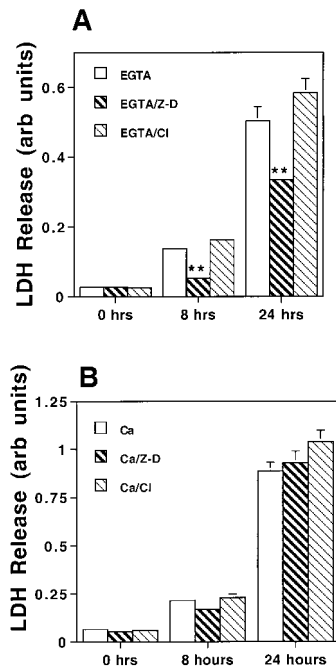 A
LDH Release (arb units)
0.6
0.4
0.2
0
EGTA
EGTA/Z-D
EGTA/Cl
**
**
0 hrs 8 hrs 24 hrs
B
LDH Release (arb units)
1.25
1
0.75
0.5
0.25
0
Ca
Ca/Z-D
Ca/Cl
0 hrs 8 hours 24 hours